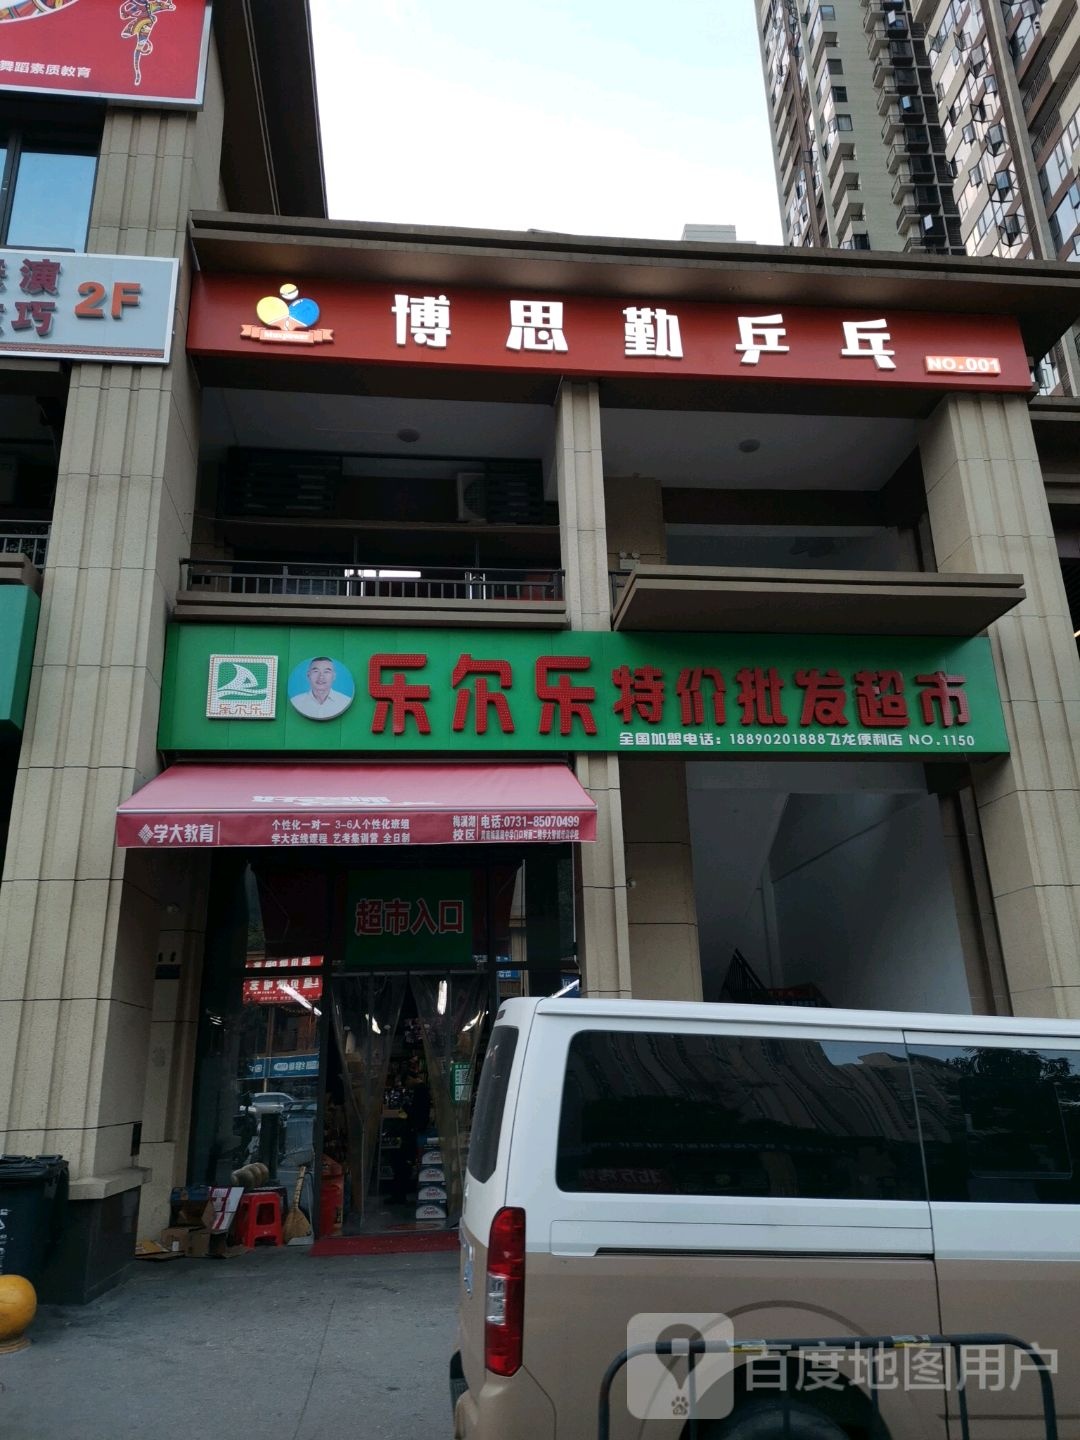 舞蹈素质教育
演
巧
2F
博思勤乒乓
NO.001
乐尔乐
乐尔乐特价批发超市
全国加盟电话：18890201888飞龙便利店 NO.1150
学大教育
个性化一对一 3-6人个性化班组
学大在线课程 艺考集训营 全日制
梅溪湖
校区
电话:0731-85070499
超市入口
百度地图用户